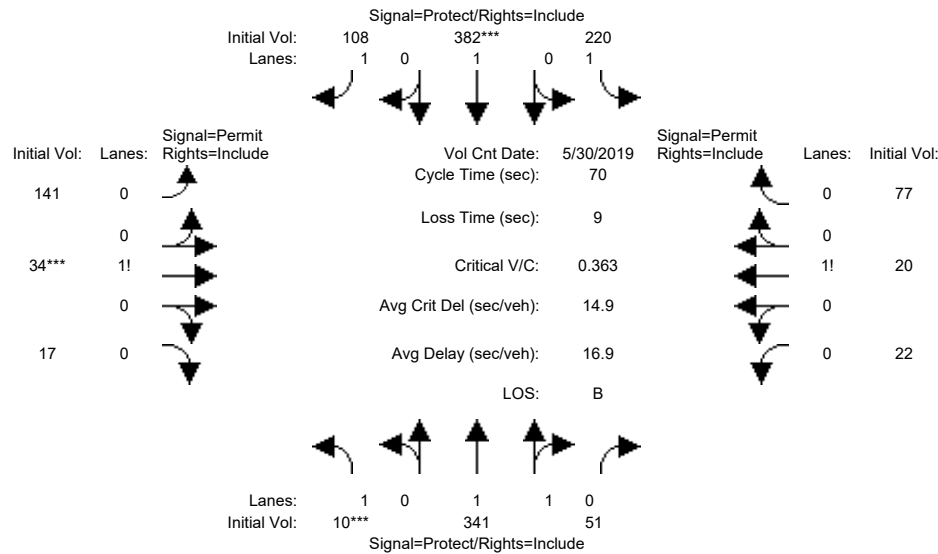 Signal=Protect/Rights=Include
Initial Vol: 108 382*** 220
Lanes: 1 0 1 0 1
Signal=Permit Signal=Permit
Initial Vol: Lanes: Rights=Include Vol Cnt Date: 5/30/2019 Rights=Include Lanes: Initial Vol:
Cycle Time (sec): 70
141 0 0 77
Loss Time (sec): 9
0 0
34*** 1! Critical V/C: 0.363 1! 20
0 Avg Crit Del (sec/veh): 14.9 0
17 0 Avg Delay (sec/veh): 16.9 0 22
LOS: B
Lanes: 1 0 1 1 0
Initial Vol: 10*** 341 51
Signal=Protect/Rights=Include